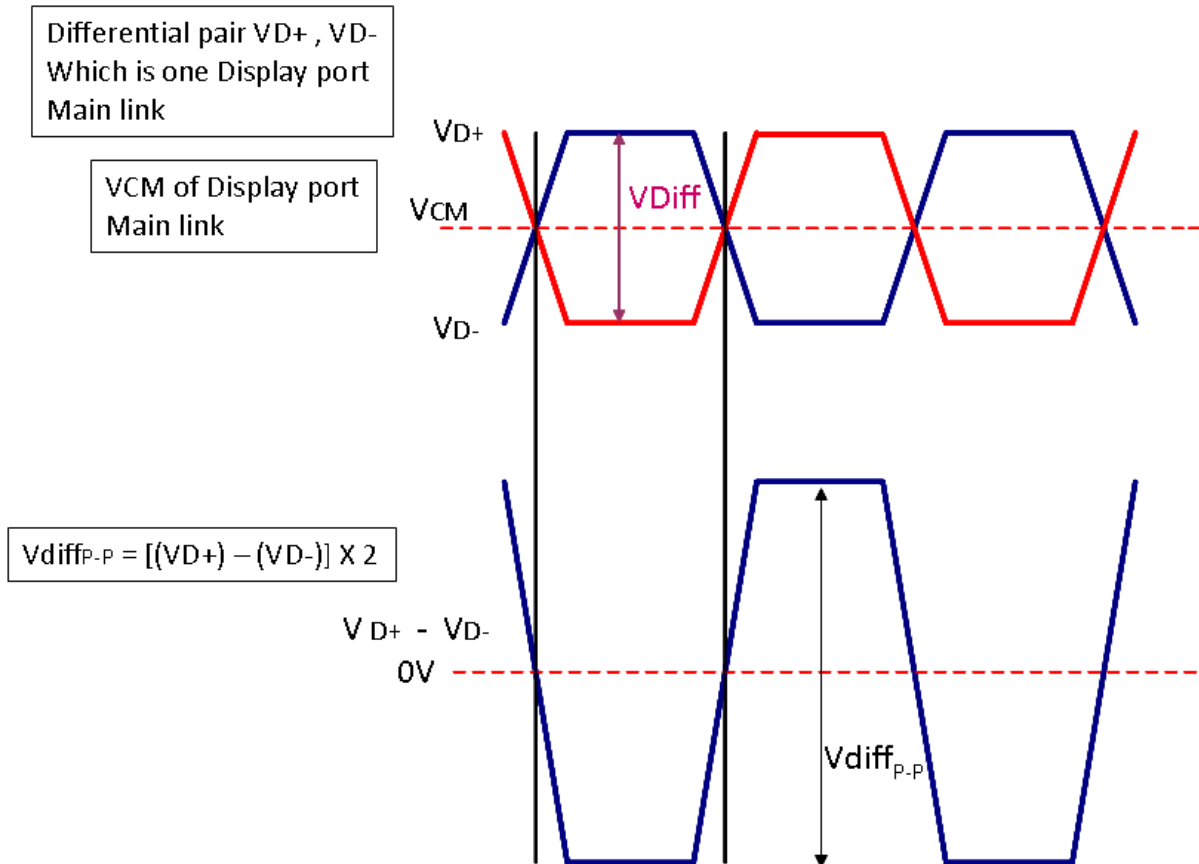 Differential pair VD+ , VD-
Which is one Display port
Main link
VCM of Display port
Main link
VD+
VDiff
VCM
VD-
VdiffP-P = [(VD+) – (VD-)] X 2
V D+ - VD-
0V
VdiffP-P